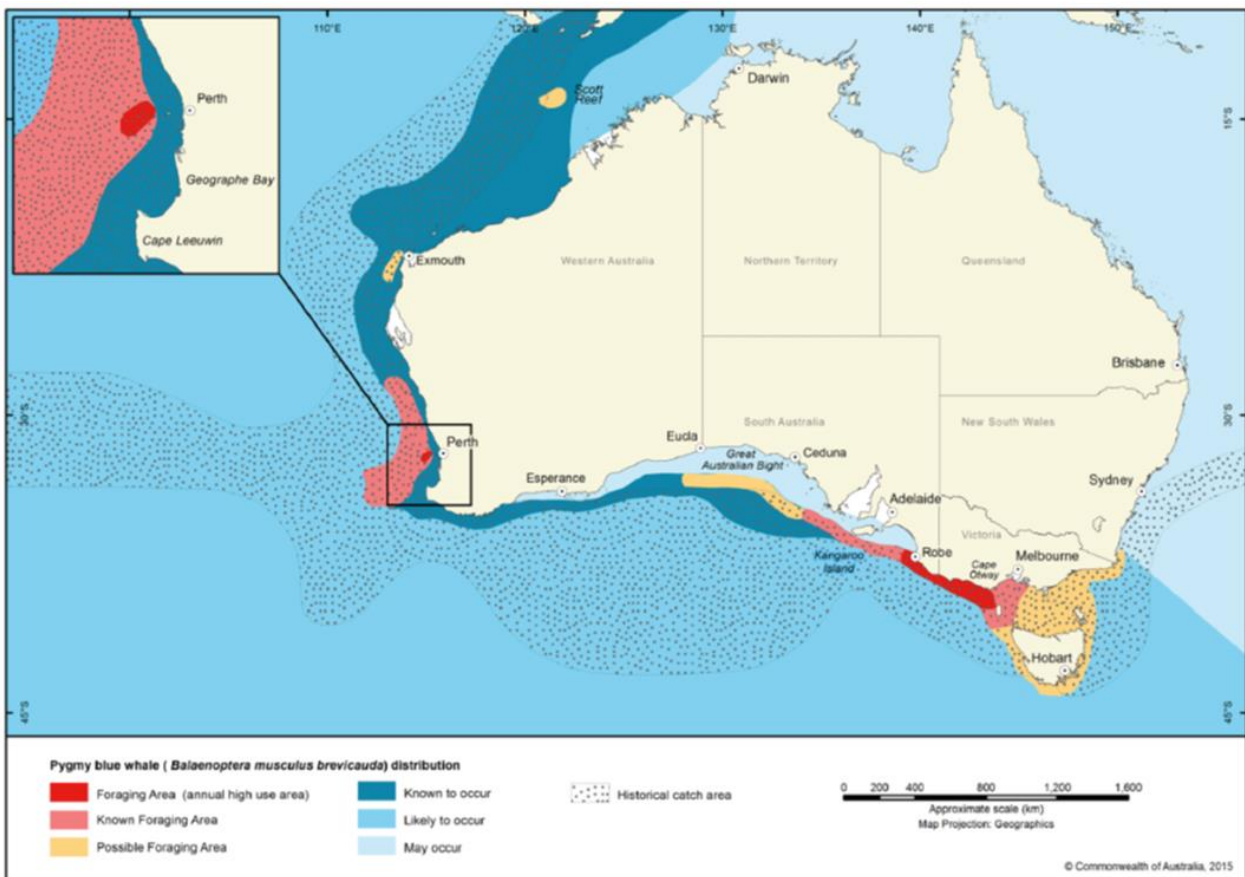 110°E
120°E
130°E
140°E
150°E
Perth
Geographe Bay
Cape Leeuwin
Scott
Reef
Darwin
15°S
15°S
Exmouth
Western Australia
Northern Territory
Queensland
Brisbane
30°S
30°S
South Australia
New South Wales
Perth
Eucla
Great
Australian Bight
Ceduna
Esperance
Sydney
Adelaide
Victoria
Kangaroo
Island
Robe
Cape
Otway
Melbourne
Hobart
45°S
45°S
Pygmy blue whale ( Balaenoptera musculus brevicauda) distribution
Foraging Area (annual high use area)
Known Foraging Area
Possible Foraging Area
Known to occur
Likely to occur
May occur
Historical catch area
0 200 400 800 1,200 1,600
Approximate scale (km)
Map Projection: Geographics
© Commonwealth of Australia, 2015